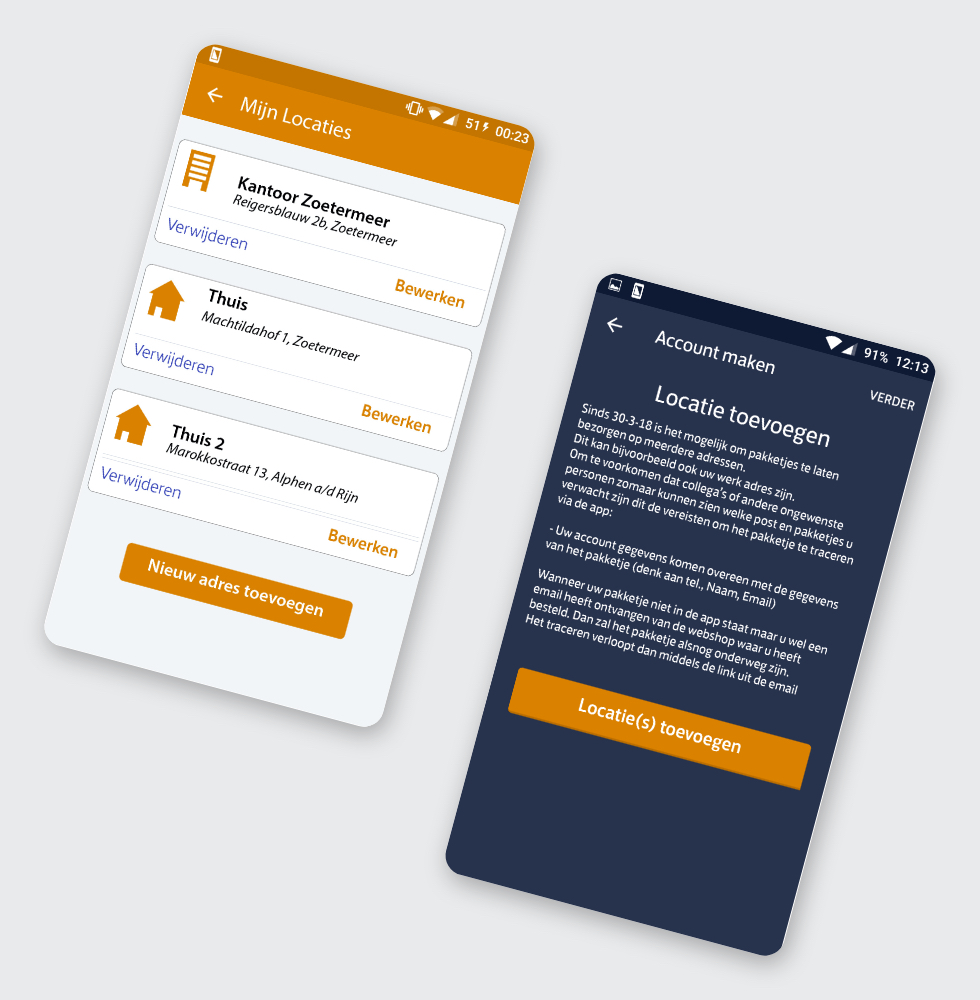 51 00:23
Mijn Locaties
Kantoor Zoetermeer
Reigersblauw 2b, Zoetermeer
Verwijderen
Bewerken
Thuis
Machtildahof 1, Zoetermeer
Verwijderen
Bewerken
Thuis 2
Marokkostraat 13, Alphen a/d Rijn
Verwijderen
Bewerken
Nieuw adres toevoegen
91% 12:13
Account maken
VERDER
Locatie toevoegen
Sinds 30-3-18 is het mogelijk om pakketjes te laten
bezorgen op meerdere adressen.
Dit kan bijvoorbeeld ook uw werk adres zijn.
Om te voorkomen dat collega's of andere ongewenste
personen zomaar kunnen zien welke post en pakketjes u
verwacht zijn dit de vereisten om het pakketje te traceren
via de app:
- Uw account gegevens komen overeen met de gegevens
van het pakketje (denk aan tel., Naam, Email)
Wanneer uw pakketje niet in de app staat maar u wel een
email heeft ontvangen van de webshop waar u heeft
besteld. Dan zal het pakketje alsnog onderweg zijn.
Het traceren verloopt dan middels de link uit de email
Locatie(s) toevoegen